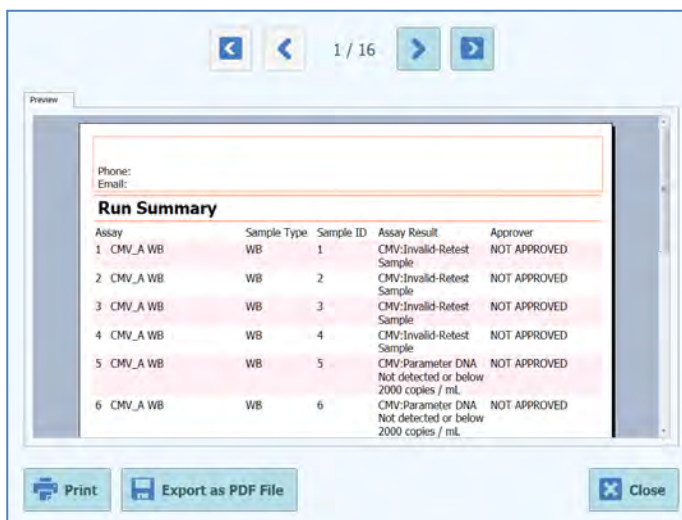 1 / 16
Preview
Phone:
Email:
Run Summary
Assay Sample Type Sample ID Assay Result Approver
1 CMV_A WB WB 1 CMV:Invalid-Retest NOT APPROVED
Sample
2 CMV_A WB WB 2 CMV:Invalid-Retest NOT APPROVED
Sample
3 CMV_A WB WB 3 CMV:Invalid-Retest NOT APPROVED
Sample
4 CMV_A WB WB 4 CMV:Invalid-Retest NOT APPROVED
Sample
5 CMV_A WB WB 5 CMV:Parameter DNA NOT APPROVED
Not detected or below
2000 copies / mL
6 CMV_A WB WB 6 CMV:Parameter DNA NOT APPROVED
Not detected or below
2000 copies / mL
Print Export as PDF File Close